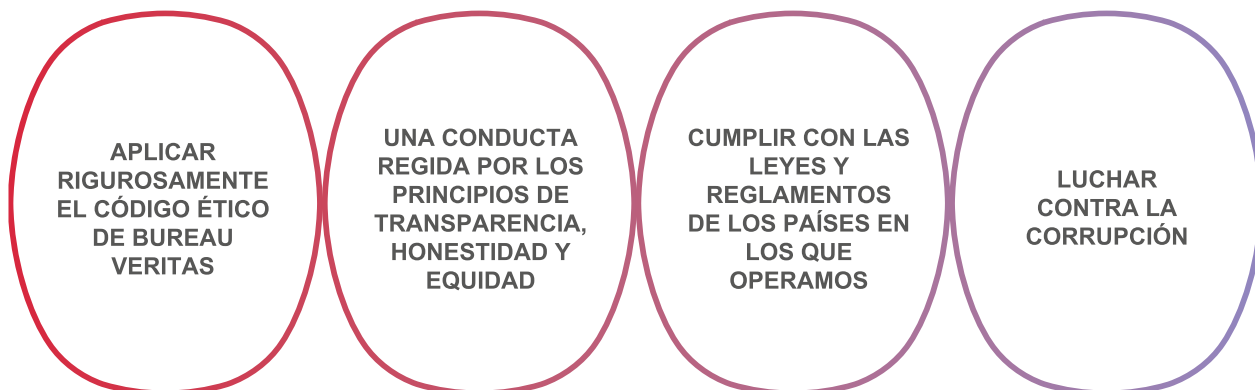 APLICAR
RIGUROSAMENTE
EL CÓDIGO ÉTICO
DE BUREAU
VERITAS
UNA CONDUCTA
REGIDA POR LOS
PRINCIPIOS DE
TRANSPARENCIA,
HONESTIDAD Y
EQUIDAD
CUMPLIR CON LAS
LEYES Y
REGLAMENTOS
DE LOS PAÍSES EN
LOS QUE
OPERAMOS
LUCHAR
CONTRA LA
CORRUPCIÓN